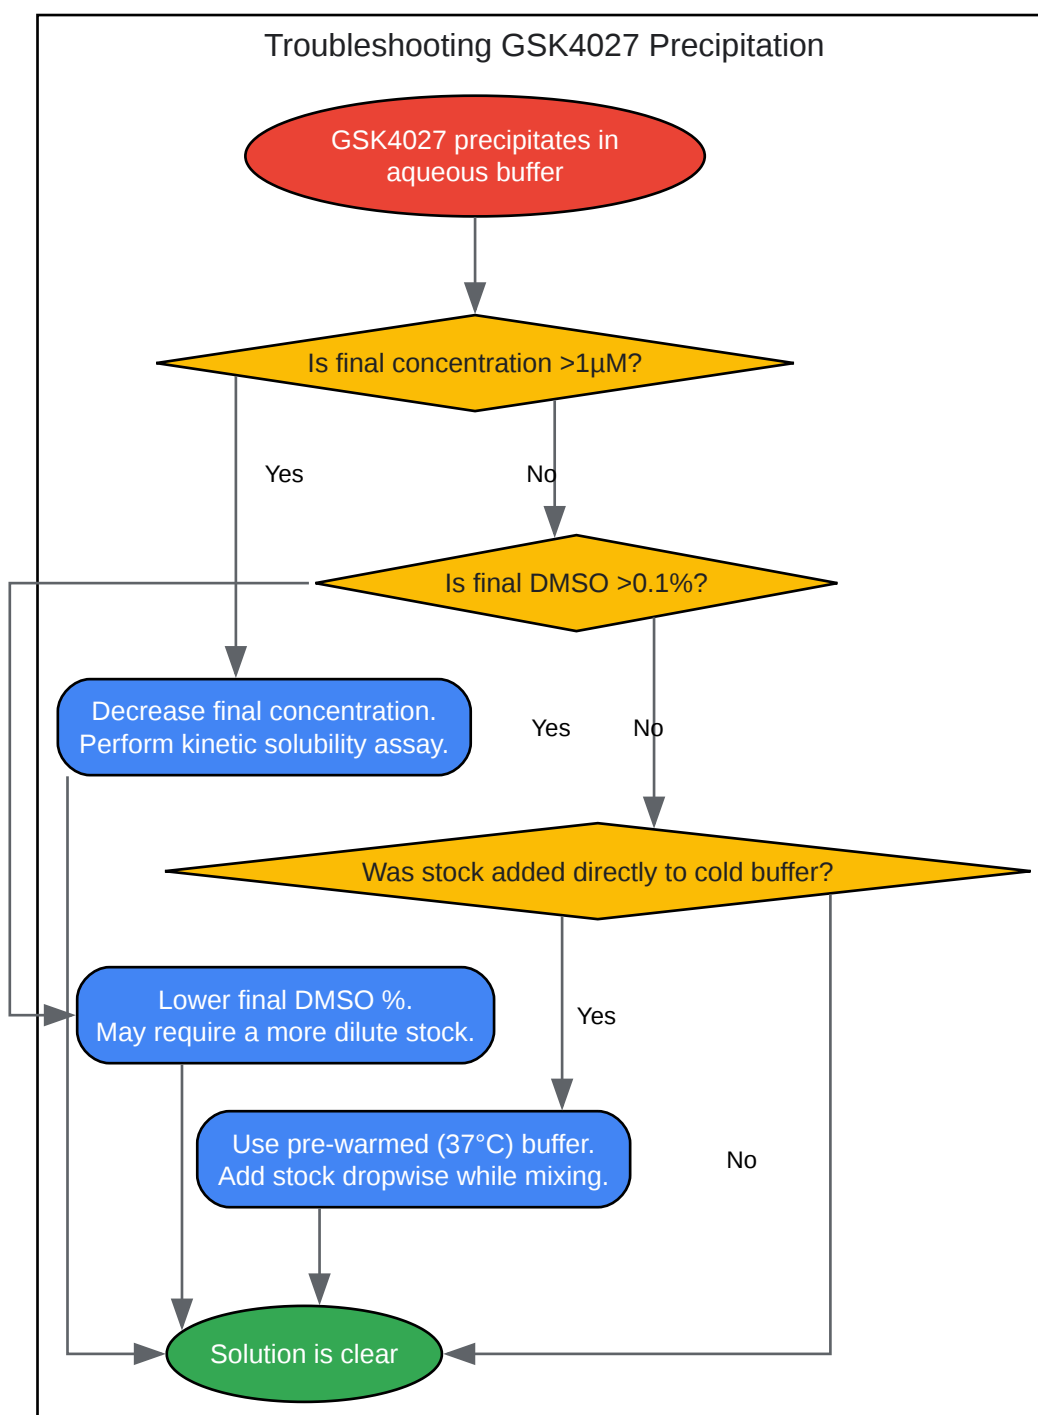 Troubleshooting GSK4027 Precipitation
GSK4027 precipitates in
aqueous buffer
Is final concentration >1µM?
Yes
No
Is final DMSO >0.1%?
Decrease final concentration.
Perform kinetic solubility assay.
Yes
No
Was stock added directly to cold buffer?
Lower final DMSO %.
May require a more dilute stock.
Yes
Use pre-warmed (37°C) buffer.
Add stock dropwise while mixing.
No
Solution is clear